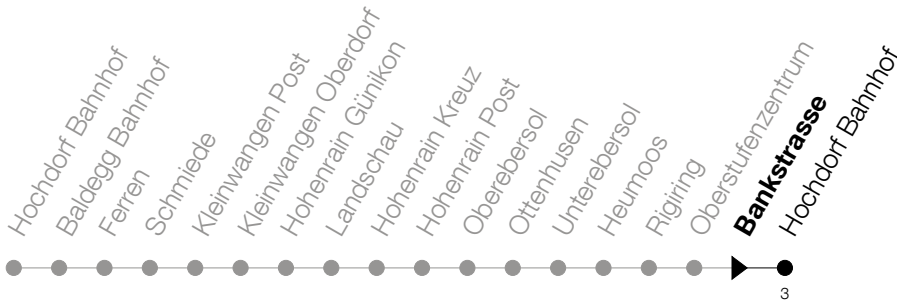 Hochdorf Bahnhof
Baldegg Bahnhof
Ferren
Schmiede
Kleinwangen Post
Kleinwangen Oberdorf
Hohenrain Günikon
Landschau
Hohenrain Kreuz
Hohenrain Post
Oberebersol
Ottenhusen
Unterebersol
Heumoos
Rigiring
Oberstufenzentrum
Bankstrasse
Hochdorf Bahnhof
3